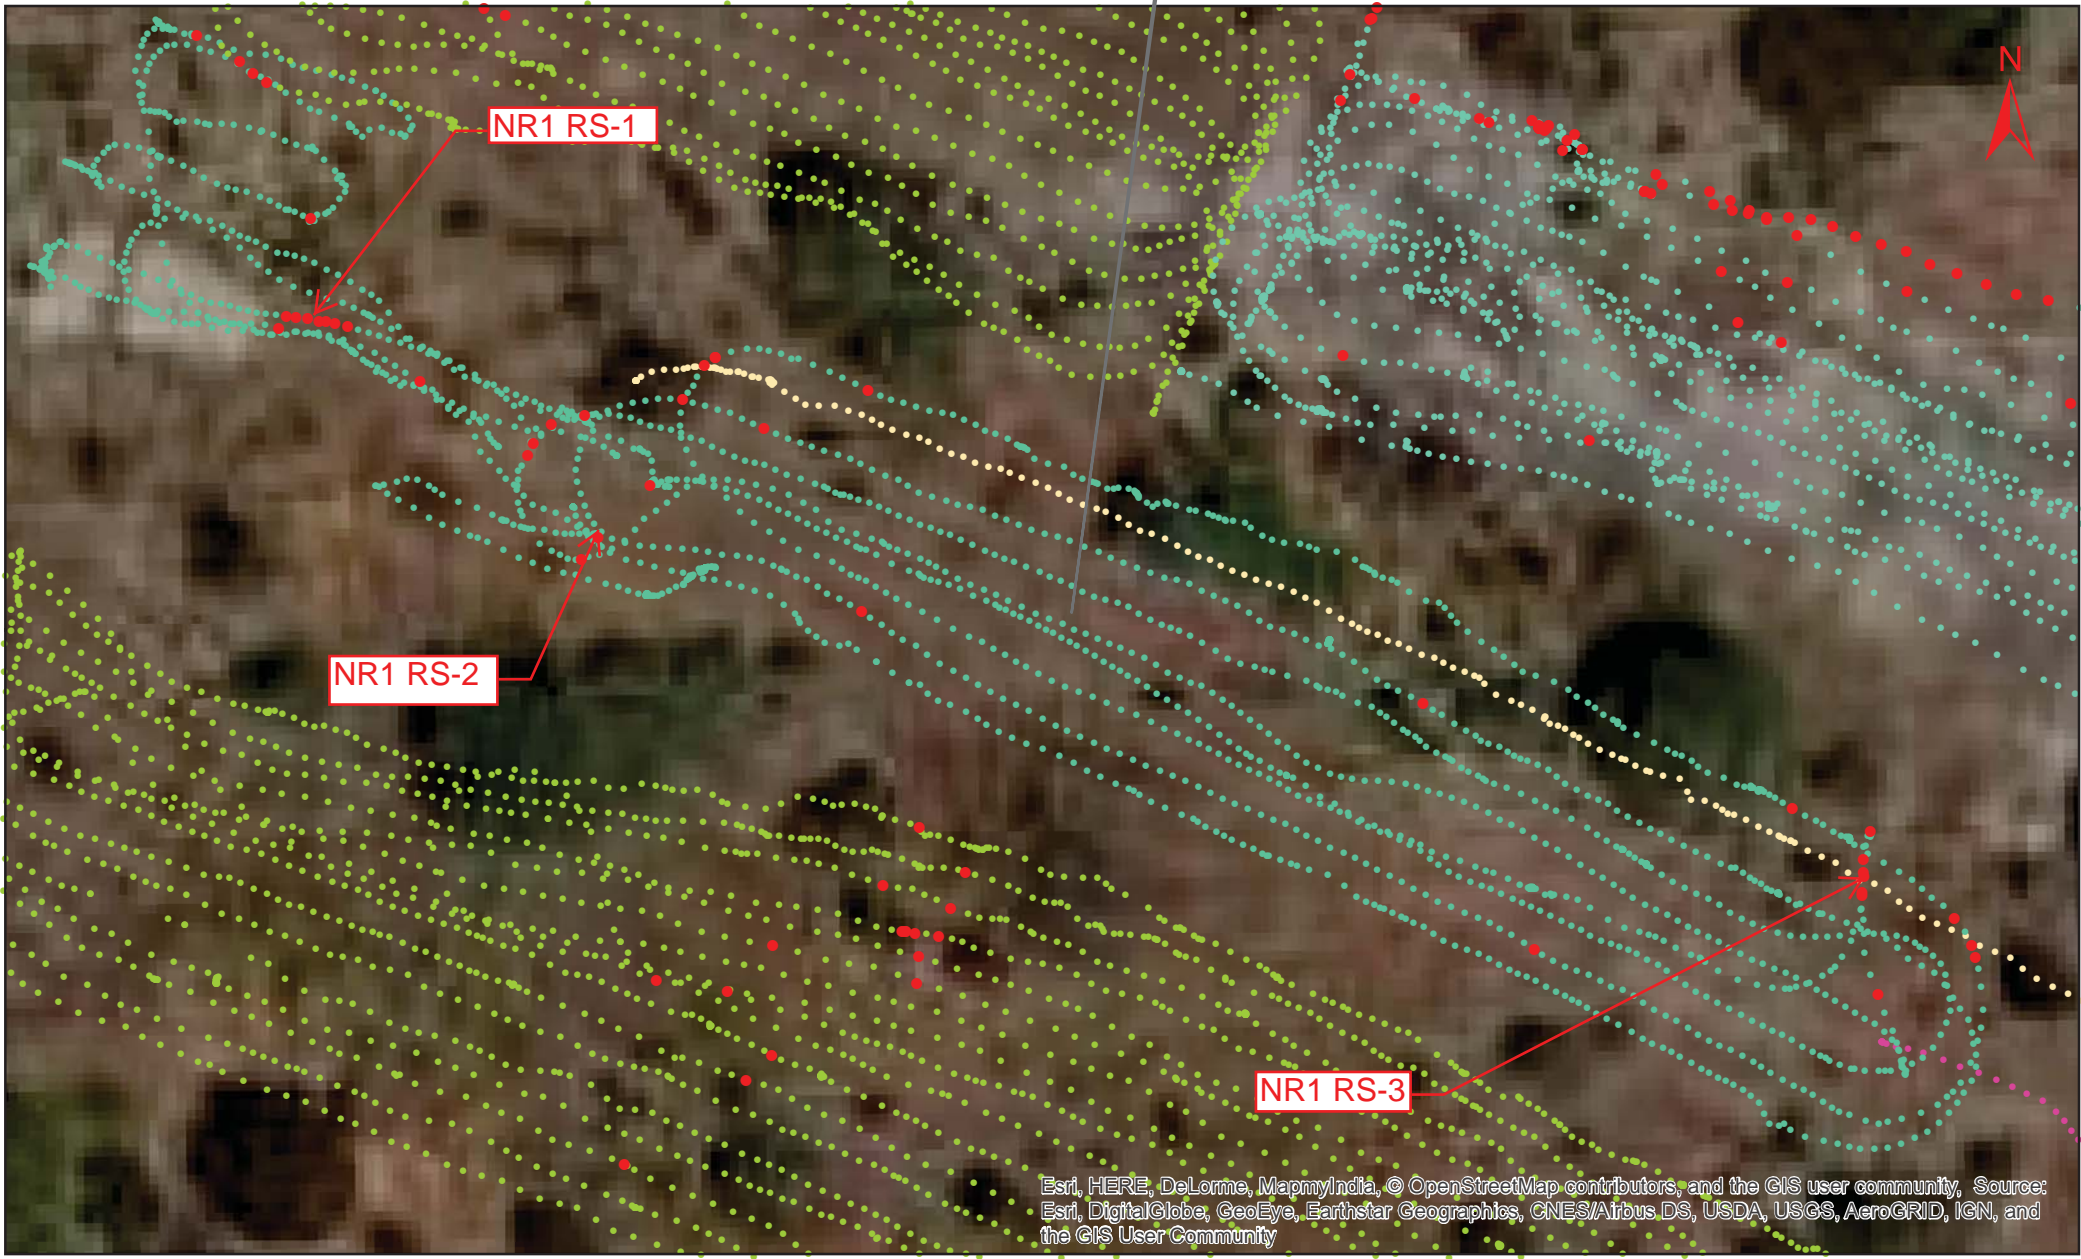 N
NR1 RS-1
NR1 RS-2
NR1 RS-3
Esri, HERE, DeLorme, MapmyIndia, © OpenStreetMap contributors, and the GIS user community, Source:
Esri, DigitalGlobe, GeoEye, Earthstar Geographics, CNES/Airbus DS, USDA, USGS, AeroGRID, IGN, and
the GIS User Community